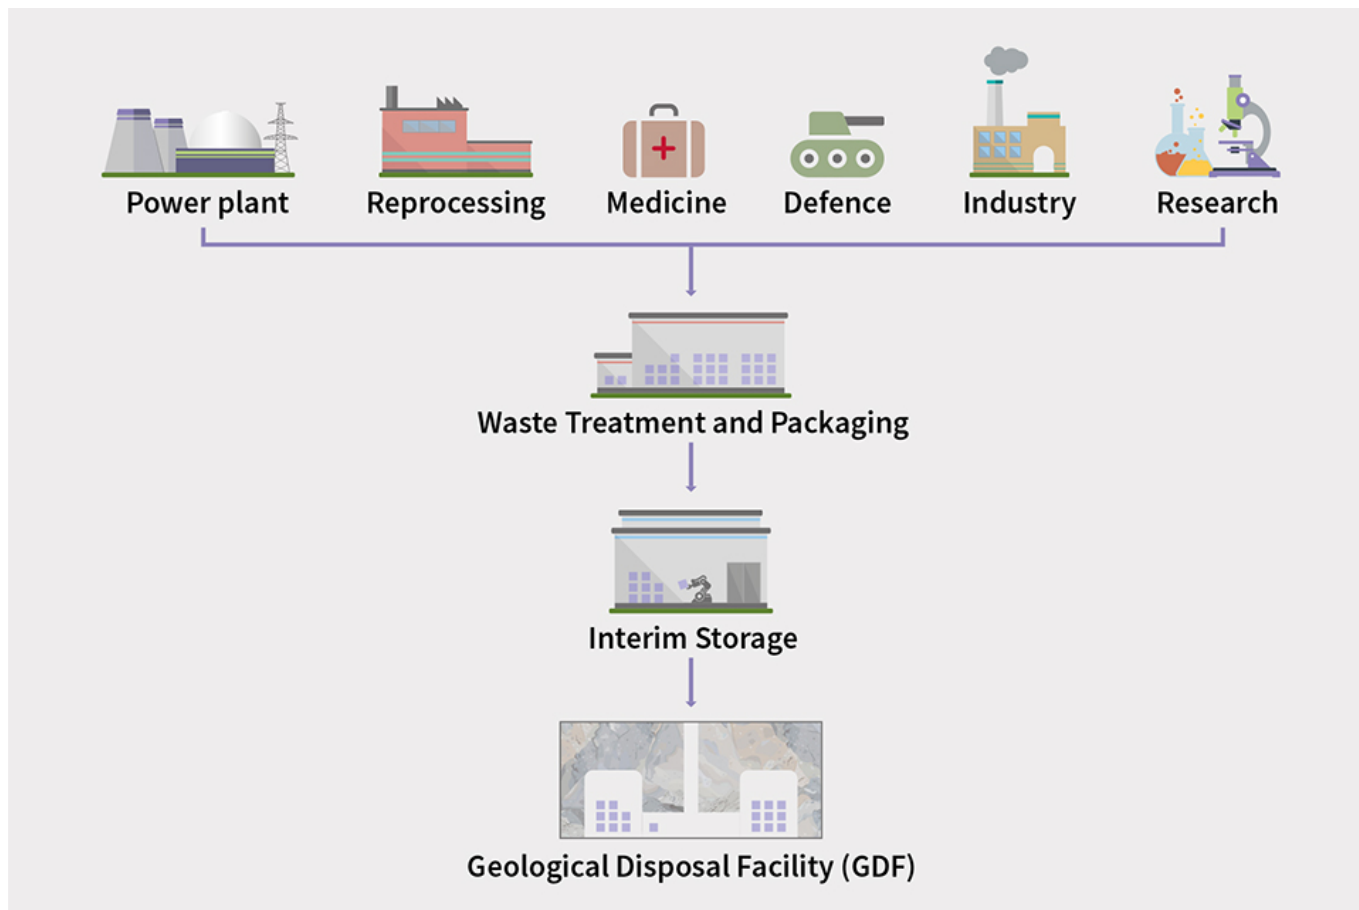 Power plant
Reprocessing
Medicine
Defence
Industry
Research
Waste Treatment and Packaging
Interim Storage
Geological Disposal Facility (GDF)